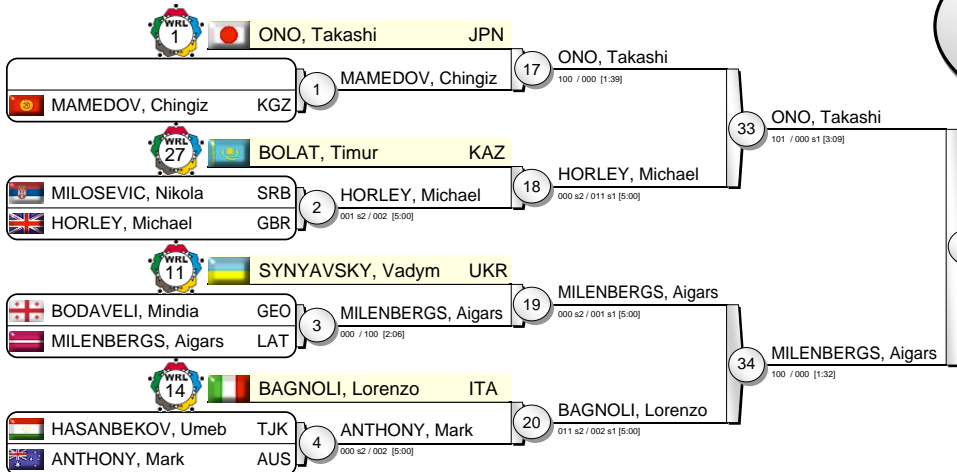 WRL 1 ONO, Takashi JPN
MAMEDOV, Chingiz KGZ
1 MAMEDOV, Chingiz
17 ONO, Takashi
100 / 000 [1:39]
WRL 27 BOLAT, Timur KAZ
MILOSEVIC, Nikola SRB
HORLEY, Michael GBR
2 HORLEY, Michael
001 s2 / 002 [5:00]
18 HORLEY, Michael
000 s2 / 011 s1 [5:00]
33 ONO, Takashi
101 / 000 s1 [3:09]
WRL 11 SYNYAVSKY, Vadym UKR
BODAVELI, Mindia GEO
MILENBERGS, Aigars LAT
3 MILENBERGS, Aigars
000 / 100 [2:06]
19 MILENBERGS, Aigars
000 s2 / 001 s1 [5:00]
WRL 14 BAGNOLI, Lorenzo ITA
HASANBEKOV, Umeb TJK
ANTHONY, Mark AUS
4 ANTHONY, Mark
000 s2 / 002 [5:00]
20 BAGNOLI, Lorenzo
011 s2 / 002 s1 [5:00]
34 MILENBERGS, Aigars
100 / 000 [1:32]